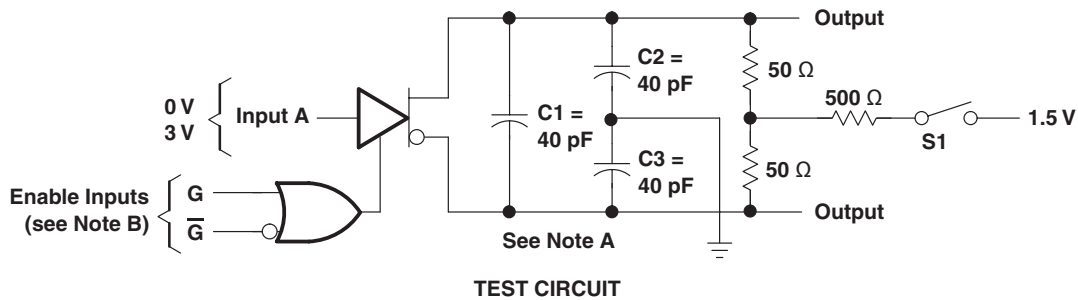 Output
C2 =
40 pF
50 Ω
500 Ω
0 V
3 V
Input A
C1 =
40 pF
1.5 V
S1
C3 =
40 pF
50 Ω
Enable Inputs
(see Note B)
G
G̅
Output
See Note A
TEST CIRCUIT